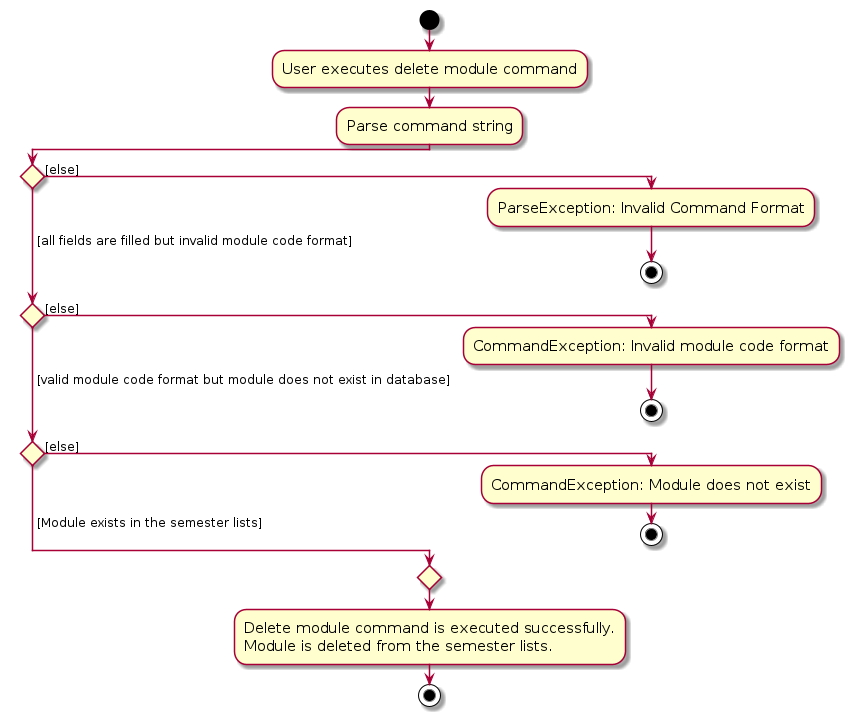 User executes delete module command
Parse command string
[else]
ParseException: Invalid Command Format
[all fields are filled but invalid module code format]
[else]
CommandException: Invalid module code format
[valid module code format but module does not exist in database]
[else]
CommandException: Module does not exist
[Module exists in the semester lists]
Delete module command is executed successfully.
Module is deleted from the semester lists.